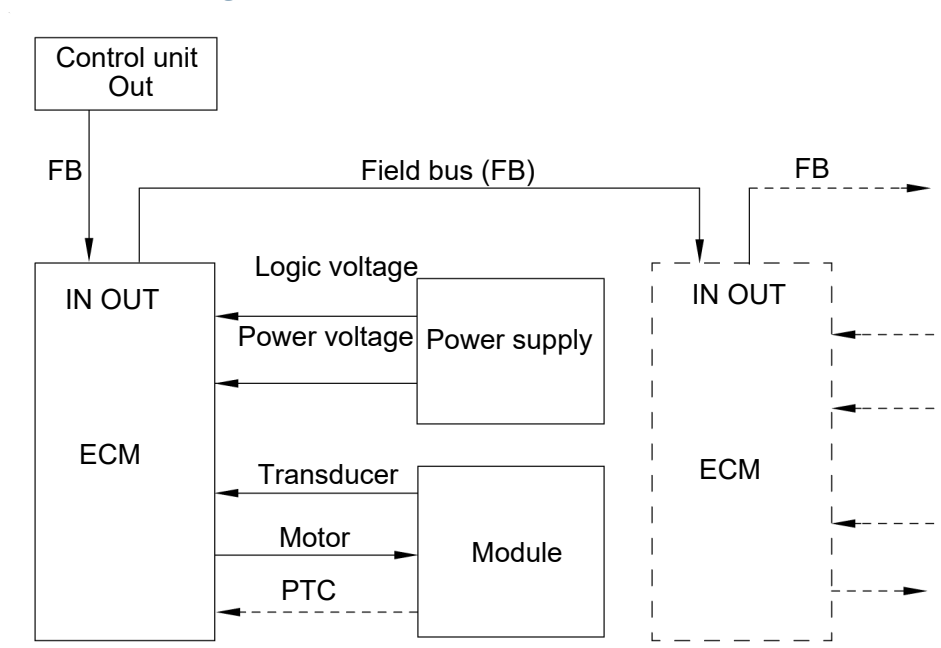 Control unit
Out
FB
Field bus (FB)
FB
IN OUT
Logic voltage
Power voltage
Power supply
IN OUT
ECM
Transducer
Motor
PTC
Module
ECM